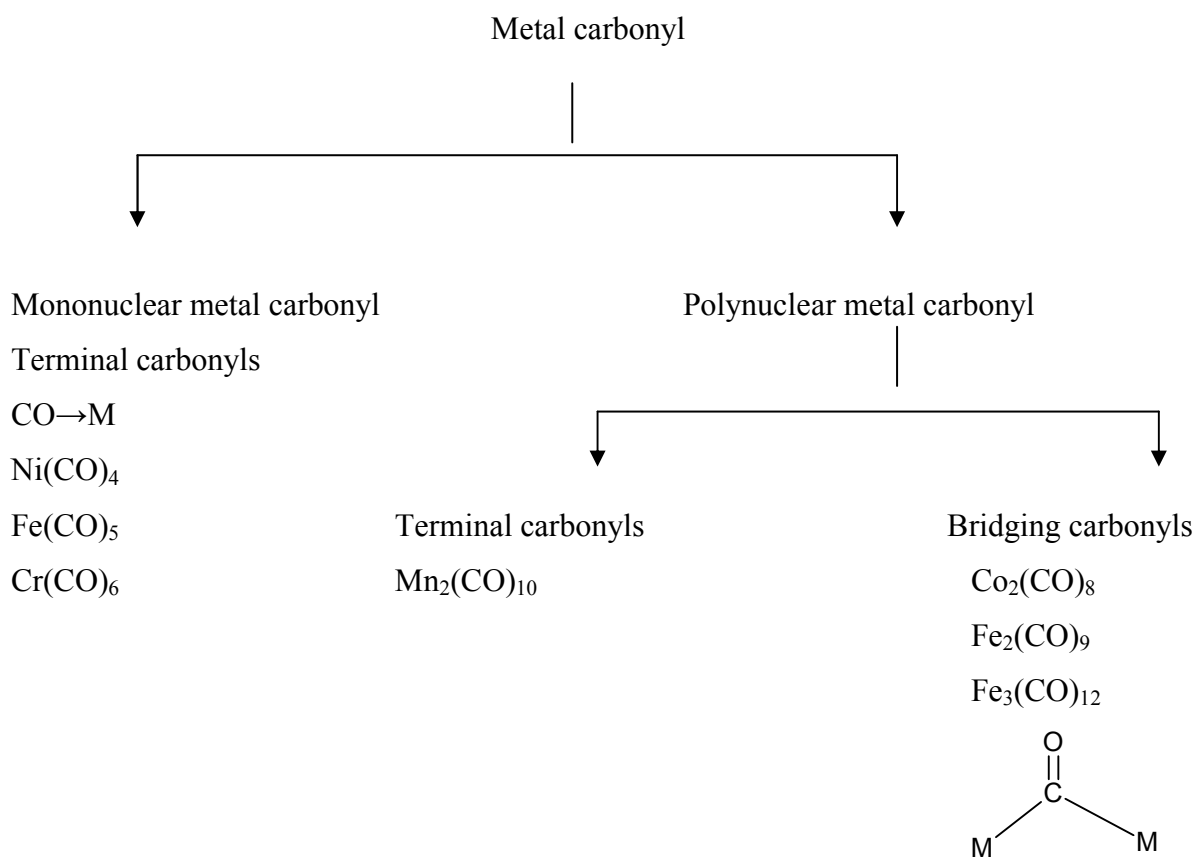 Metal carbonyl
Mononuclear metal carbonyl
Terminal carbonyls
CO→M
Ni(CO)₄
Fe(CO)₅
Cr(CO)₆
Polynuclear metal carbonyl
Terminal carbonyls
Mn₂(CO)₁₀
Bridging carbonyls
Co₂(CO)₈
Fe₂(CO)₉
Fe₃(CO)₁₂
O
C
M M